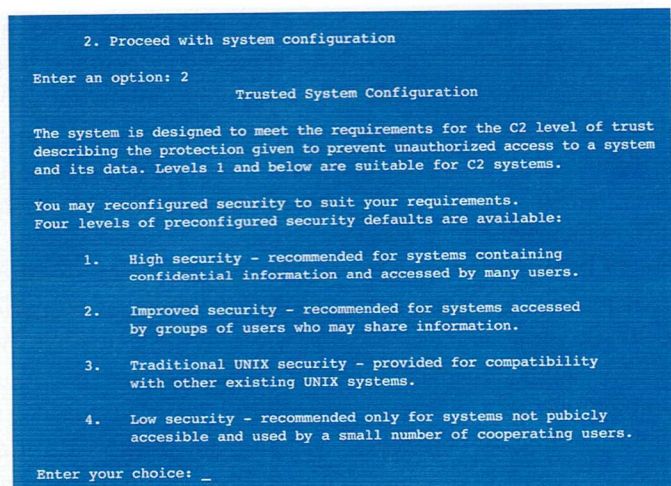 2. Proceed with system configuration
Enter an option: 2
Trusted System Configuration
The system is designed to meet the requirements for the C2 level of trust
describing the protection given to prevent unauthorized access to a system
and its data. Levels 1 and below are suitable for C2 systems.
You may reconfigured security to suit your requirements.
Four levels of preconfigured security defaults are available:
1. High security - recommended for systems containing
confidential information and accessed by many users.
2. Improved security - recommended for systems accessed
by groups of users who may share information.
3. Traditional UNIX security - provided for compatibility
with other existing UNIX systems.
4. Low security - recommended only for systems not pubicly
accesible and used by a small number of cooperating users.
Enter your choice: _